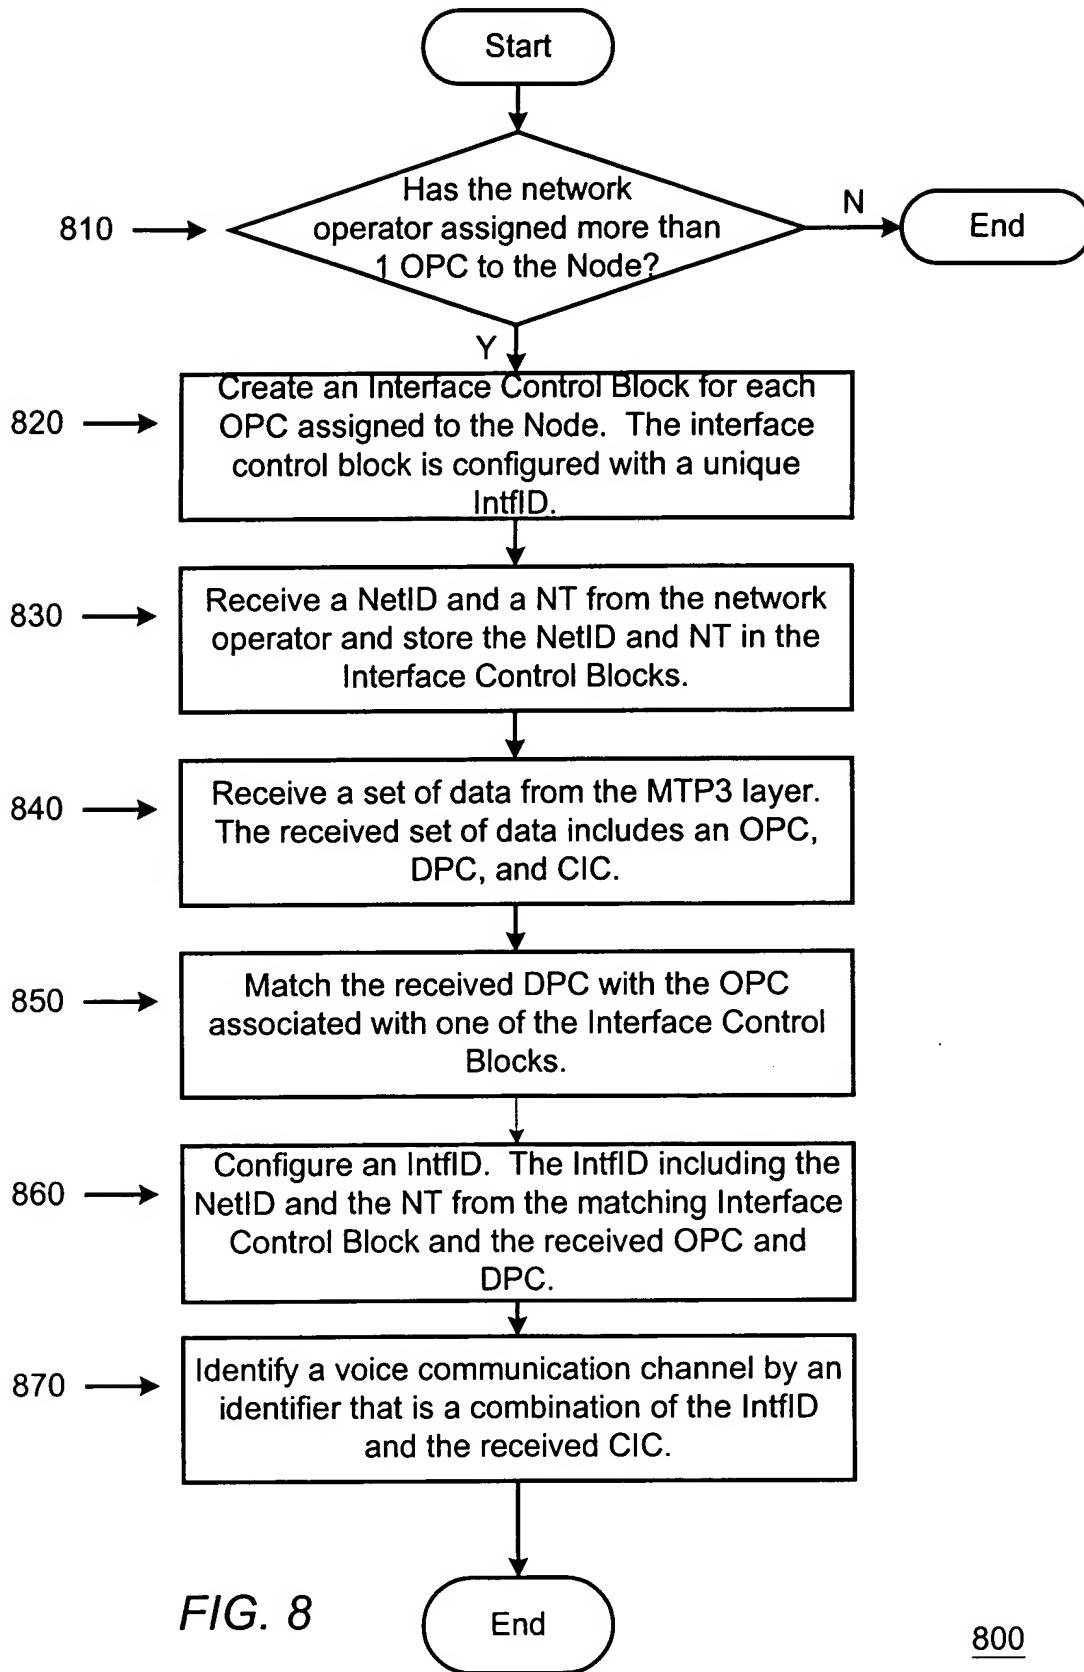 Start
Has the network
operator assigned more than
1 OPC to the Node?
810
N
End
Y
Create an Interface Control Block for each
OPC assigned to the Node. The interface
control block is configured with a unique
IntfID.
820
Receive a NetID and a NT from the network
operator and store the NetID and NT in the
Interface Control Blocks.
830
Receive a set of data from the MTP3 layer.
The received set of data includes an OPC,
DPC, and CIC.
840
Match the received DPC with the OPC
associated with one of the Interface Control
Blocks.
850
Configure an IntfID. The IntfID including the
NetID and the NT from the matching Interface
Control Block and the received OPC and
DPC.
860
Identify a voice communication channel by an
identifier that is a combination of the IntfID
and the received CIC.
870
End
FIG. 8
800